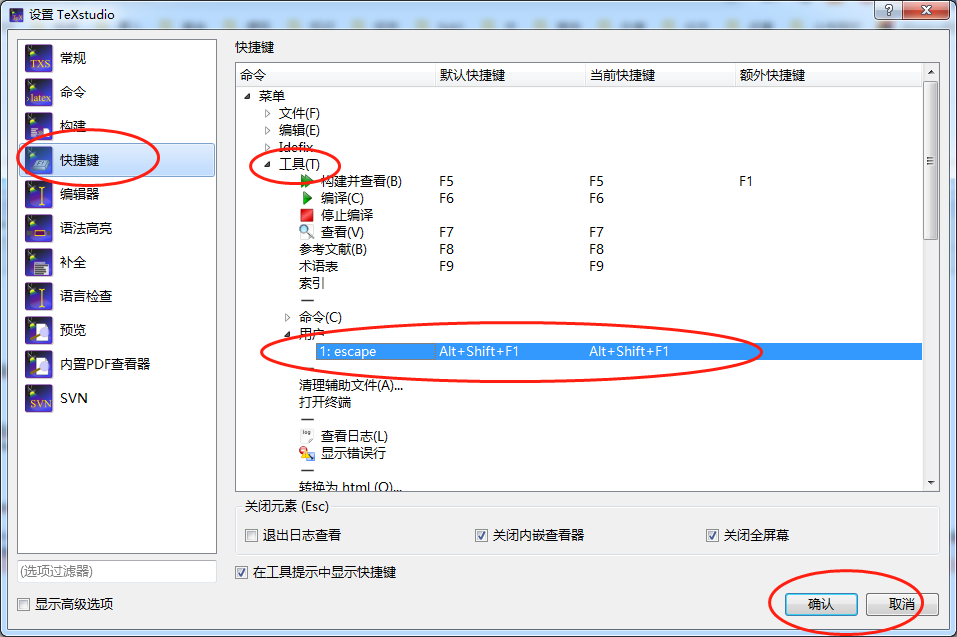 设置 TeXstudio
常规
命令
构建
快捷键
编辑器
语法高亮
补全
语言检查
预览
内置PDF查看器
SVN
(选项过滤器)
显示高级选项
快捷键
命令 默认快捷键 当前快捷键 额外快捷键
菜单
文件(F)
编辑(E)
Idefix
工具(T)
构建并查看(B) F5 F5 F1
编译(C) F6 F6
停止编译
查看(V) F7 F7
参考文献(B) F8 F8
术语表 F9 F9
索引
命令(C)
用户
1: escape Alt+Shift+F1 Alt+Shift+F1
清理辅助文件(A)...
打开终端
查看日志(L)
显示错误行
转换为 html (O)...
关闭元素 (Esc)
退出日志查看 关闭内嵌查看器 关闭全屏幕
在工具提示中显示快捷键
确认 取消